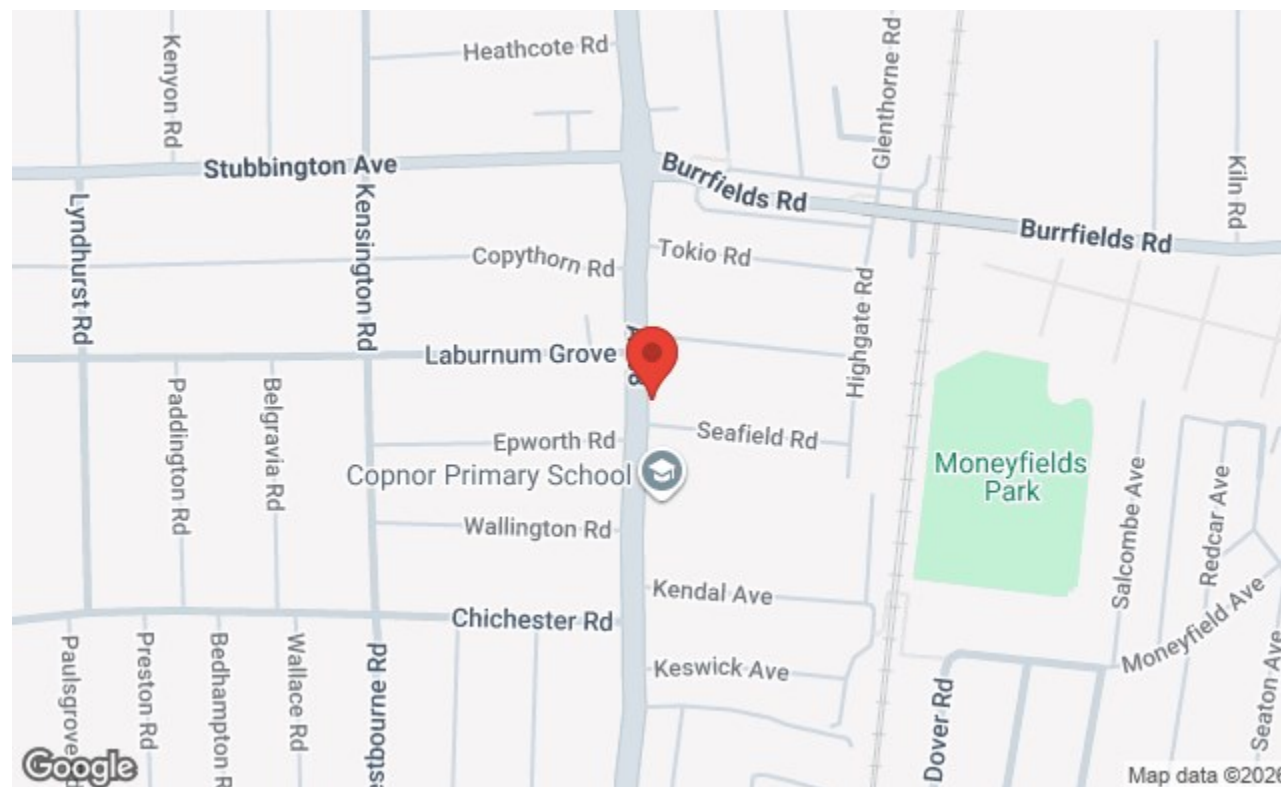 Heathcote Rd
Kenyon Rd
Glenthorne Rd
Stubbington Ave
Burrfields Rd
Kiln Rd
Lyndhurst Rd
Kensington Rd
Burrfields Rd
Copythorn Rd
Tokio Rd
Highgate Rd
Laburnum Grove
Paddington Rd
Belgravia Rd
Epworth Rd
Seafield Rd
Copnor Primary School
Moneyfields
Park
Salcombe Ave
Redcar Ave
Wallington Rd
Kendal Ave
Chichester Rd
Moneyfield Ave
Paulsgrove Rd
Preston Rd
Bedhampton R
Wallace Rd
stbourne Rd
Keswick Ave
Dover Rd
Seaton Ave
Google
Map data ©2026